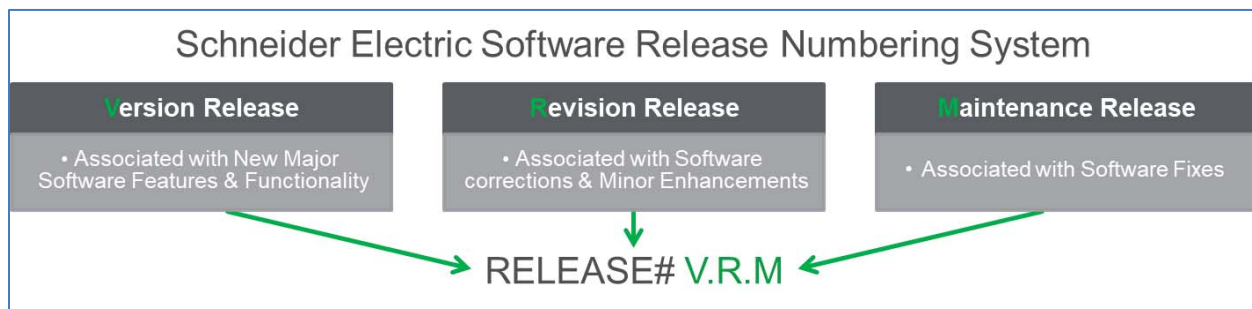 Schneider Electric Software Release Numbering System
Version Release
• Associated with New Major
Software Features & Functionality
Revision Release
• Associated with Software
corrections & Minor Enhancements
Maintenance Release
• Associated with Software Fixes
RELEASE# V.R.M